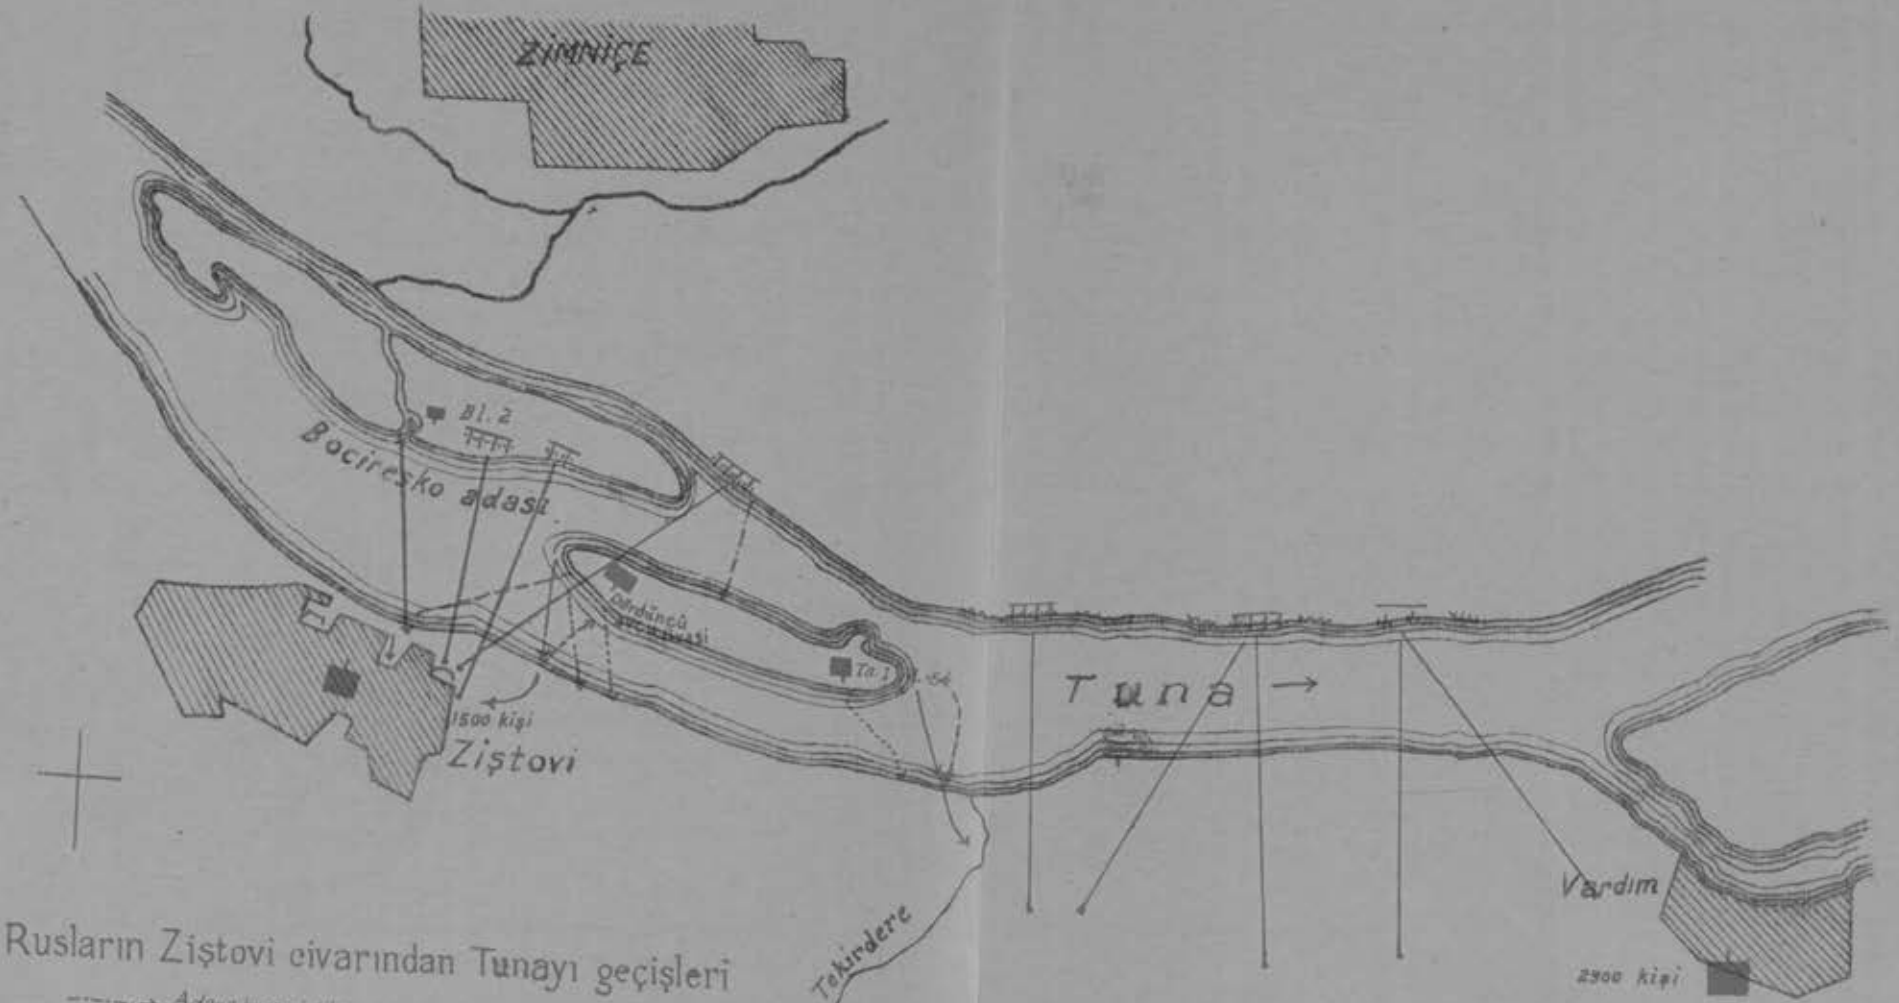 ZİMNİÇE
Bl. 2
Bociresko adası
Dördüncü
Ta. 1
Tuna
1500 kişi
Ziştovi
Vardım
Tekirdere
2900 kişi
Rusların Ziştovi civarından Tunayı geçişleri